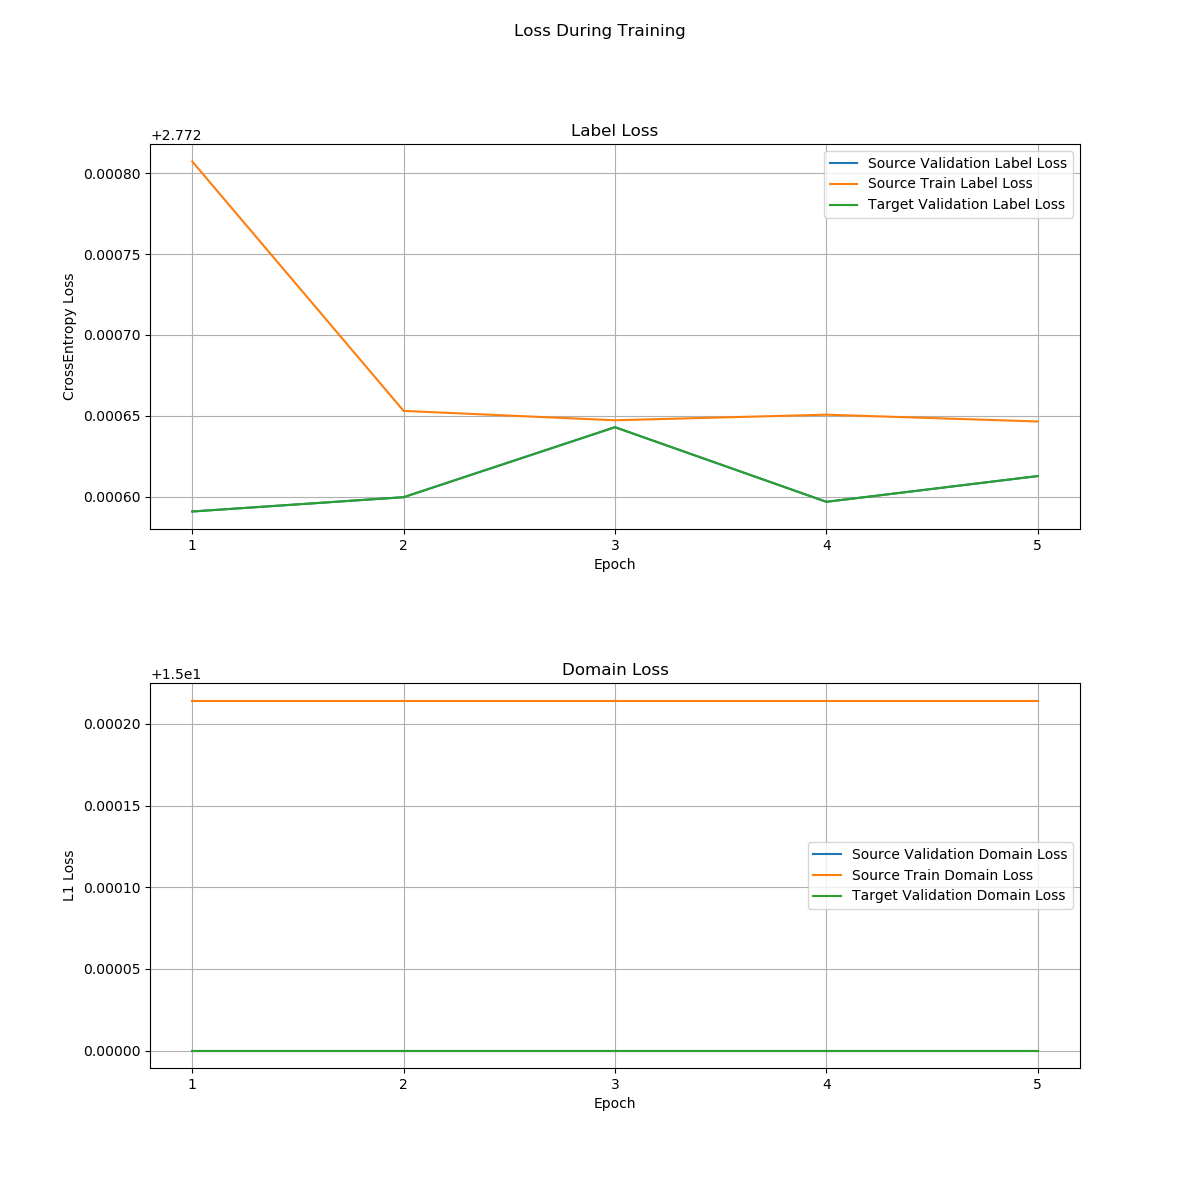 Loss During Training
Label Loss
+2.772
0.00080
0.00075
0.00070
0.00065
0.00060
CrossEntropy Loss
Source Validation Label Loss
Source Train Label Loss
Target Validation Label Loss
1 2 3 4 5
Epoch
Domain Loss
+1.5e1
0.00020
0.00015
0.00010
0.00005
0.00000
L1 Loss
Source Validation Domain Loss
Source Train Domain Loss
Target Validation Domain Loss
1 2 3 4 5
Epoch